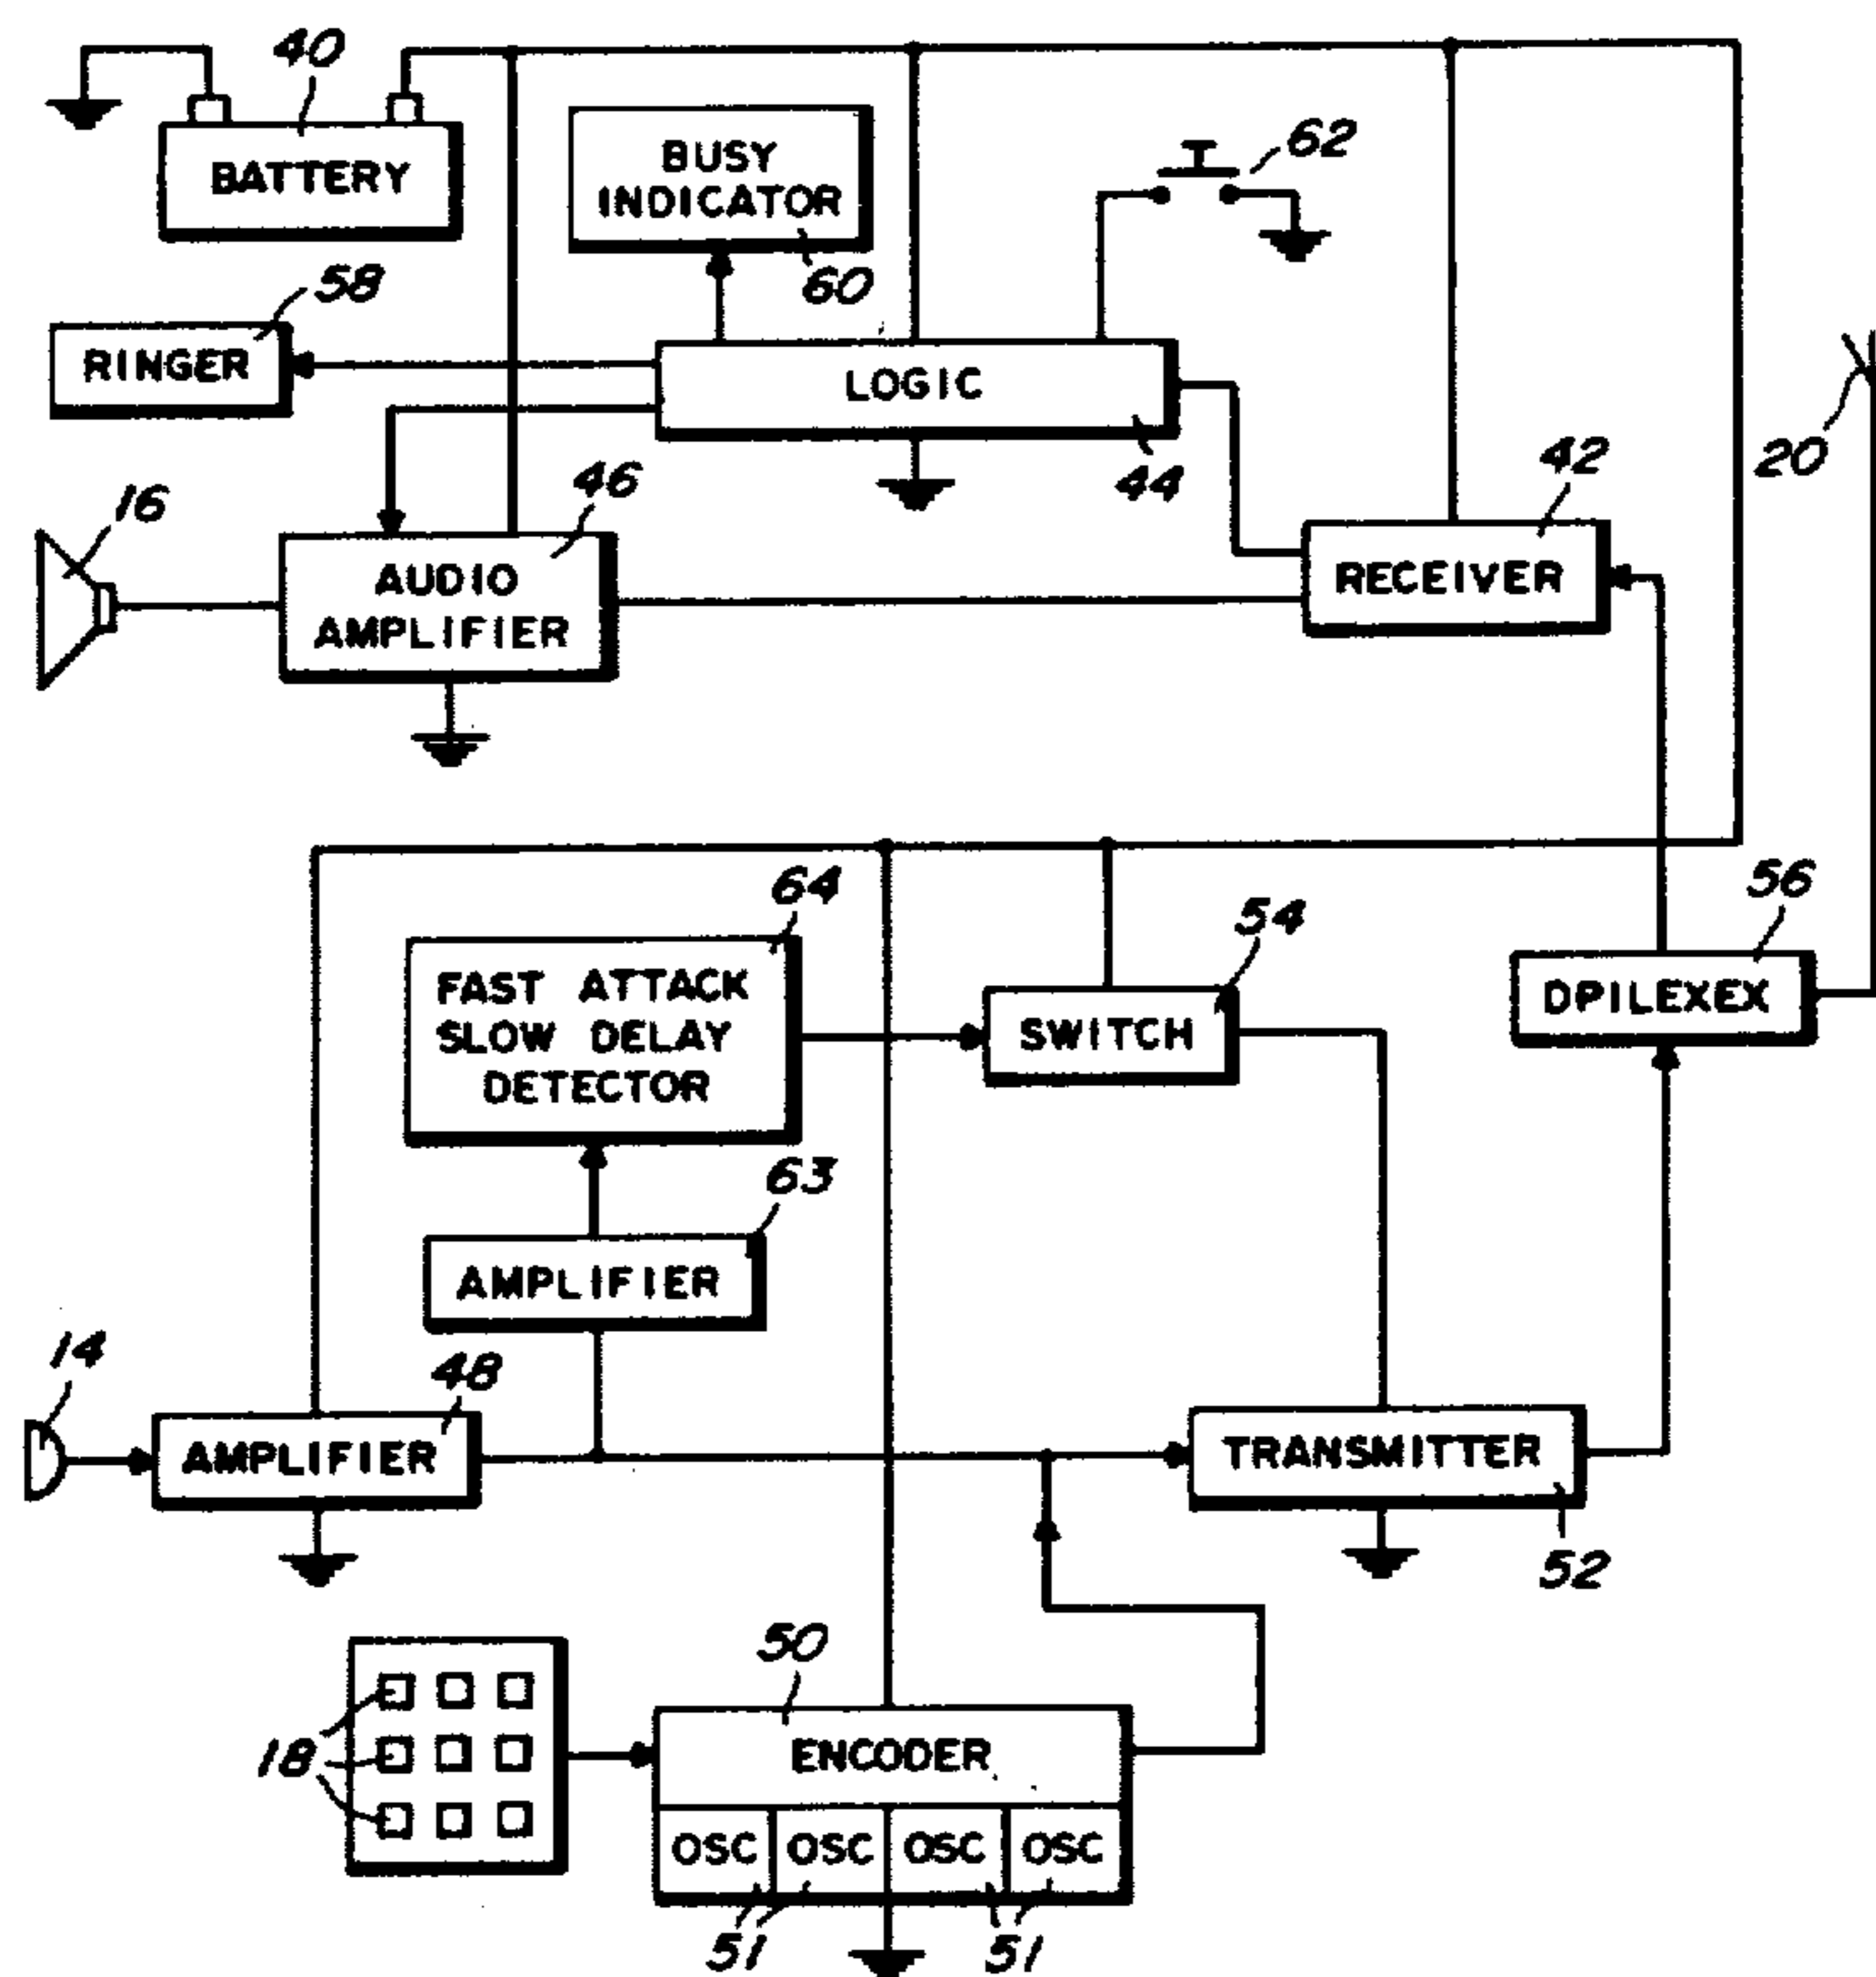 40
BATTERY
BUSY
INDICATOR
60
62
58
RINGER
LOGIC
44
20
42
RECEIVER
46
16
AUDIO
AMPLIFIER
64
FAST ATTACK
SLOW DELAY
DETECTOR
54
SWITCH
56
DPILEXEX
63
AMPLIFIER
14
48
AMPLIFIER
TRANSMITTER
52
50
18
ENCODER
OSC OSC OSC OSC
51 51